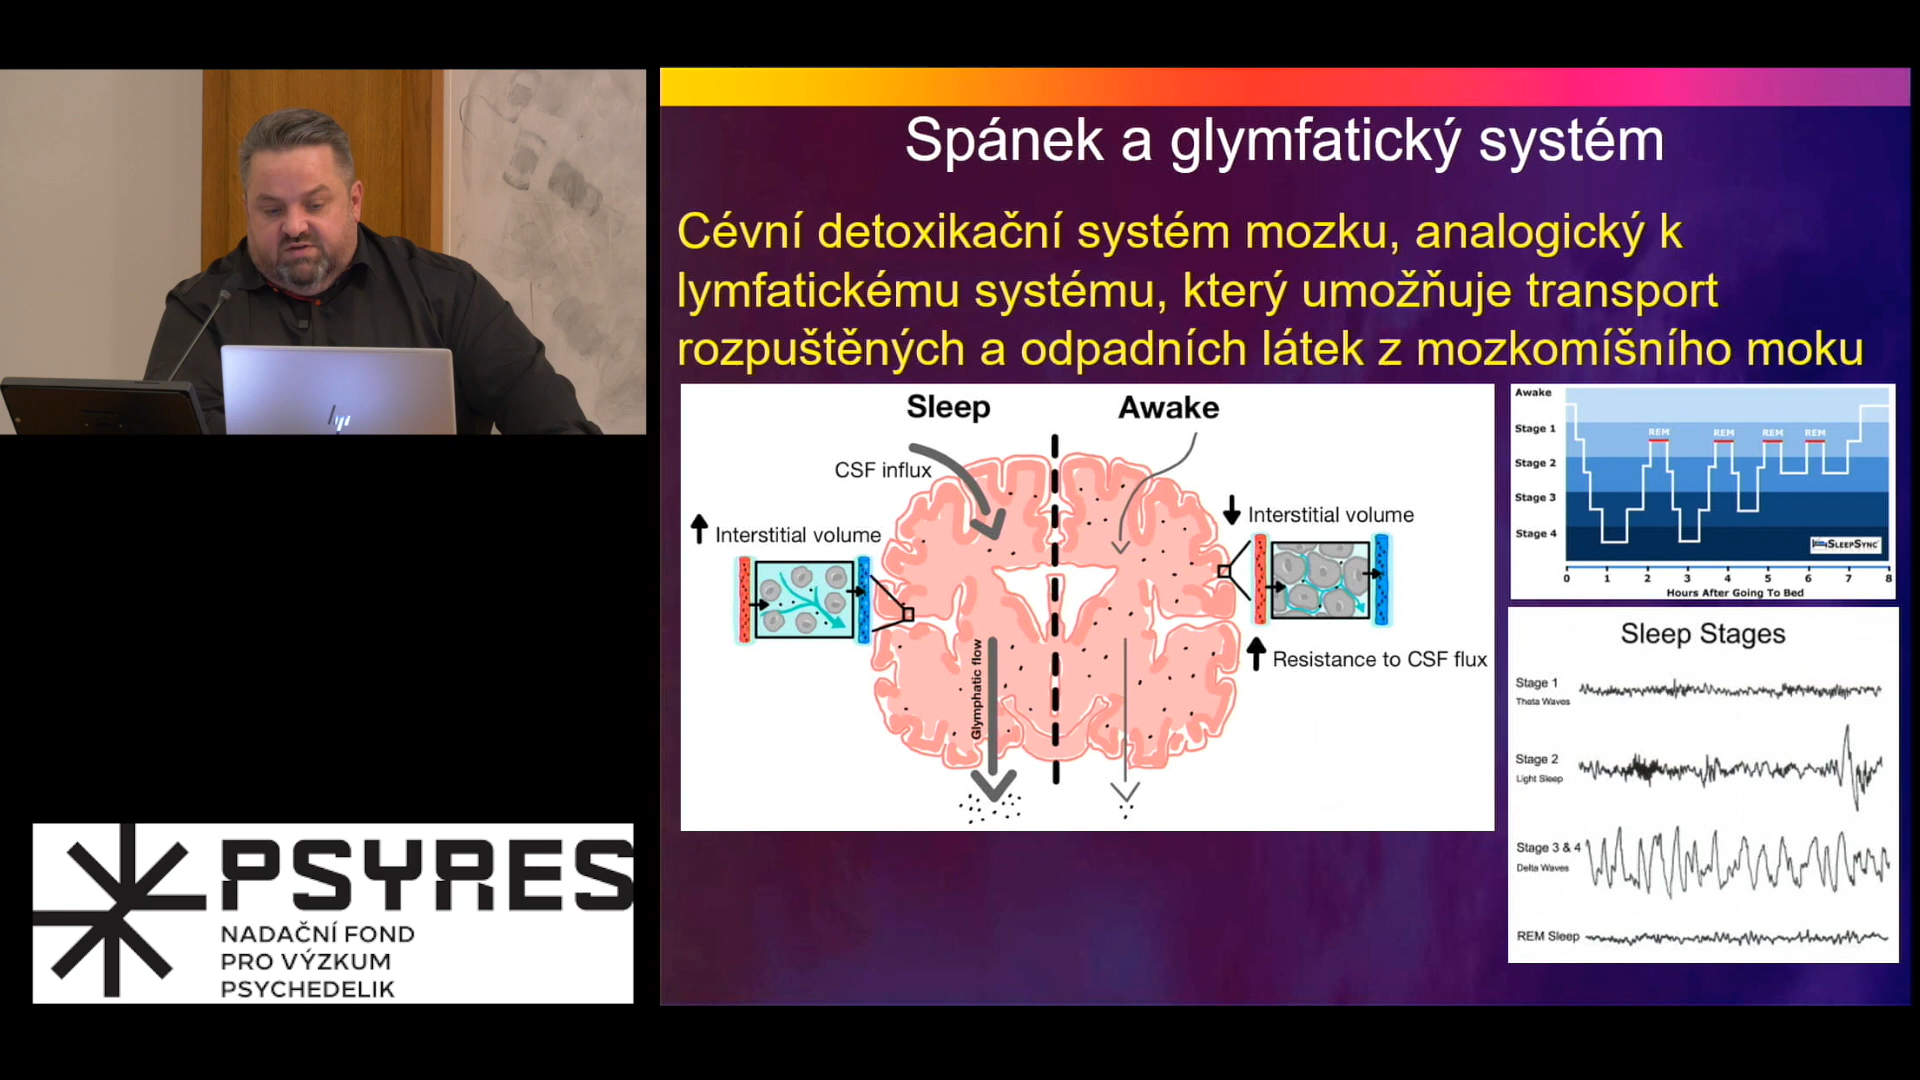 Spánek a glymfatický systém
Cévní detoxikační systém mozku, analogický k
lymfatickému systému, který umožňuje transport
rozpuštěných a odpadních látek z mozkomíšního moku
Sleep
Awake
CSF influx
Interstitial volume
Interstitial volume
Resistance to CSF flux
Glymphatic flow
Awake
Stage 1
Stage 2
Stage 3
Stage 4
REM
REM
REM
REM
SLEEPSYNC
0 1 2 3 4 5 6 7 8
Hours After Going To Bed
Sleep Stages
Stage 1
Theta Waves
Stage 2
Light Sleep
Stage 3 & 4
Delta Waves
REM Sleep
hp
PSYRES
NADAČNÍ FOND
PRO VÝZKUM
PSYCHEDELIK